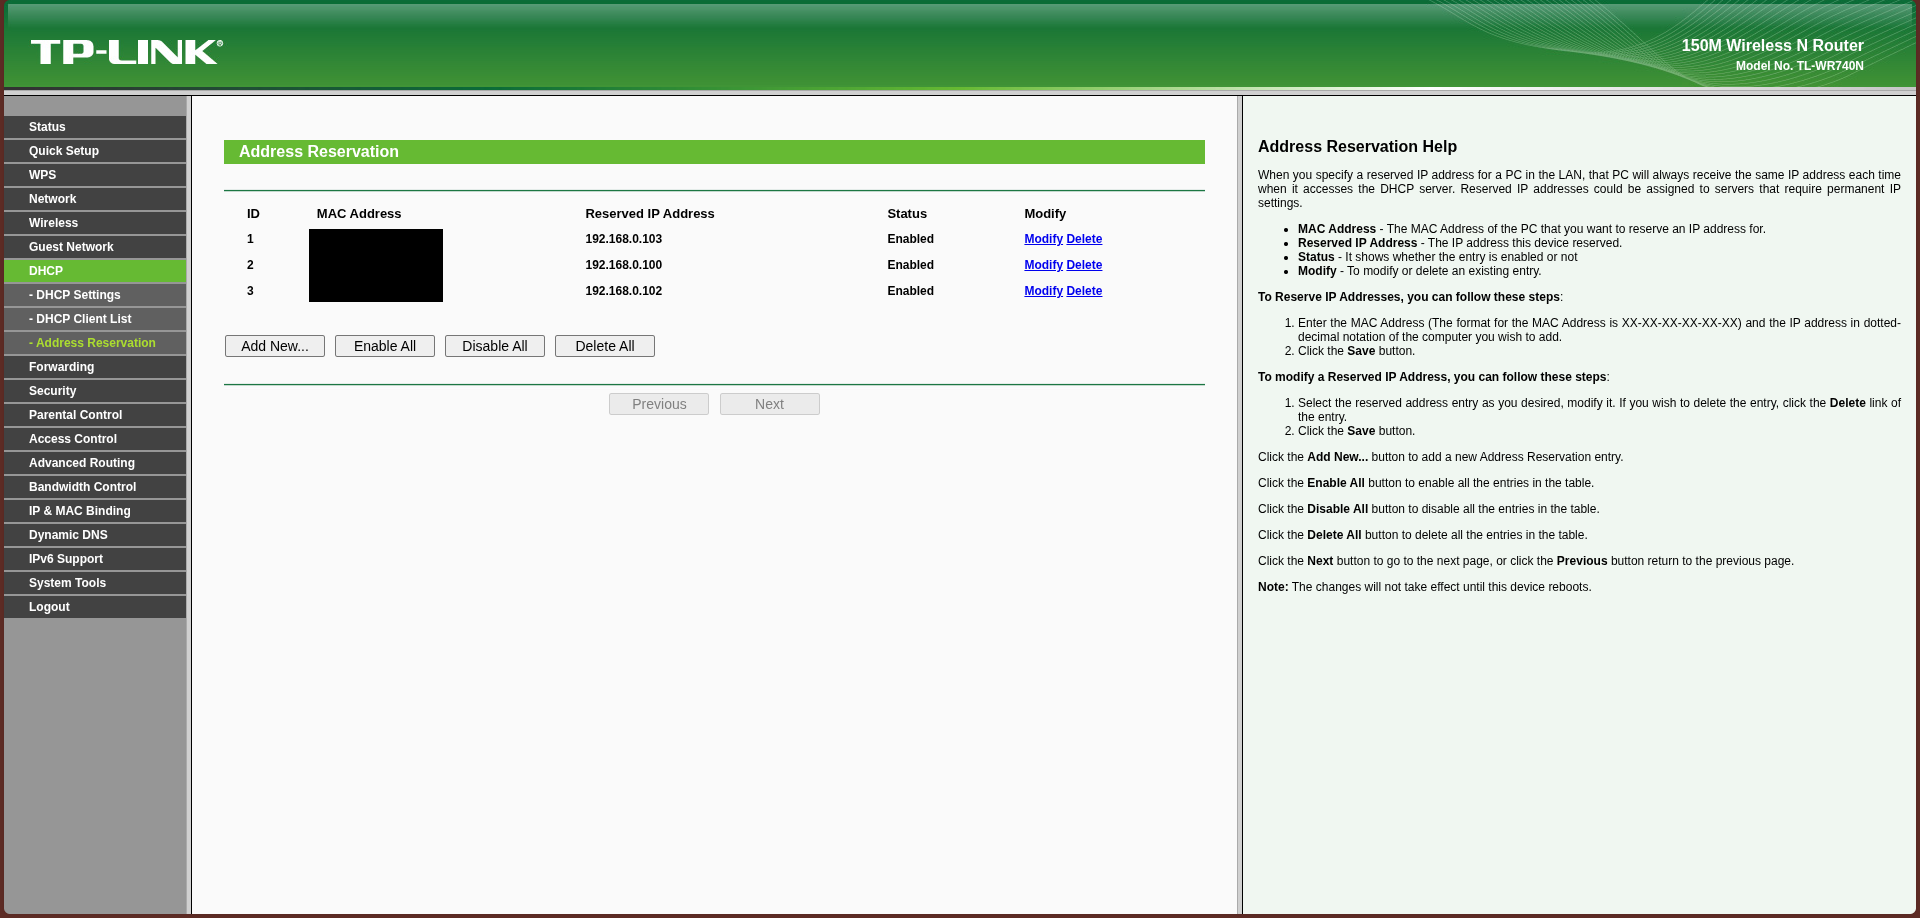 TP-LINK®
150M Wireless N Router
Model No. TL-WR740N
Status
Quick Setup
WPS
Network
Wireless
Guest Network
DHCP
- DHCP Settings
- DHCP Client List
- Address Reservation
Forwarding
Security
Parental Control
Access Control
Advanced Routing
Bandwidth Control
IP & MAC Binding
Dynamic DNS
IPv6 Support
System Tools
Logout
Address Reservation
ID MAC Address Reserved IP Address Status Modify
1 192.168.0.103 Enabled Modify Delete
2 192.168.0.100 Enabled Modify Delete
3 192.168.0.102 Enabled Modify Delete
Add New... Enable All Disable All Delete All
Previous Next
Address Reservation Help
When you specify a reserved IP address for a PC in the LAN, that PC will always receive the same IP address each time
when it accesses the DHCP server. Reserved IP addresses could be assigned to servers that require permanent IP
settings.
• MAC Address - The MAC Address of the PC that you want to reserve an IP address for.
• Reserved IP Address - The IP address this device reserved.
• Status - It shows whether the entry is enabled or not
• Modify - To modify or delete an existing entry.
To Reserve IP Addresses, you can follow these steps:
1. Enter the MAC Address (The format for the MAC Address is XX-XX-XX-XX-XX-XX) and the IP address in dotted-
decimal notation of the computer you wish to add.
2. Click the Save button.
To modify a Reserved IP Address, you can follow these steps:
1. Select the reserved address entry as you desired, modify it. If you wish to delete the entry, click the Delete link of
the entry.
2. Click the Save button.
Click the Add New... button to add a new Address Reservation entry.
Click the Enable All button to enable all the entries in the table.
Click the Disable All button to disable all the entries in the table.
Click the Delete All button to delete all the entries in the table.
Click the Next button to go to the next page, or click the Previous button return to the previous page.
Note: The changes will not take effect until this device reboots.